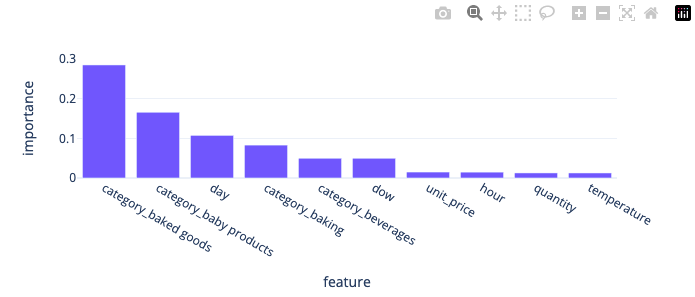 0.3
0.2
0.1
0
importance
category_baked goods
category_baby products
day
category_baking
category_beverages
dow
unit_price
hour
quantity
temperature
feature